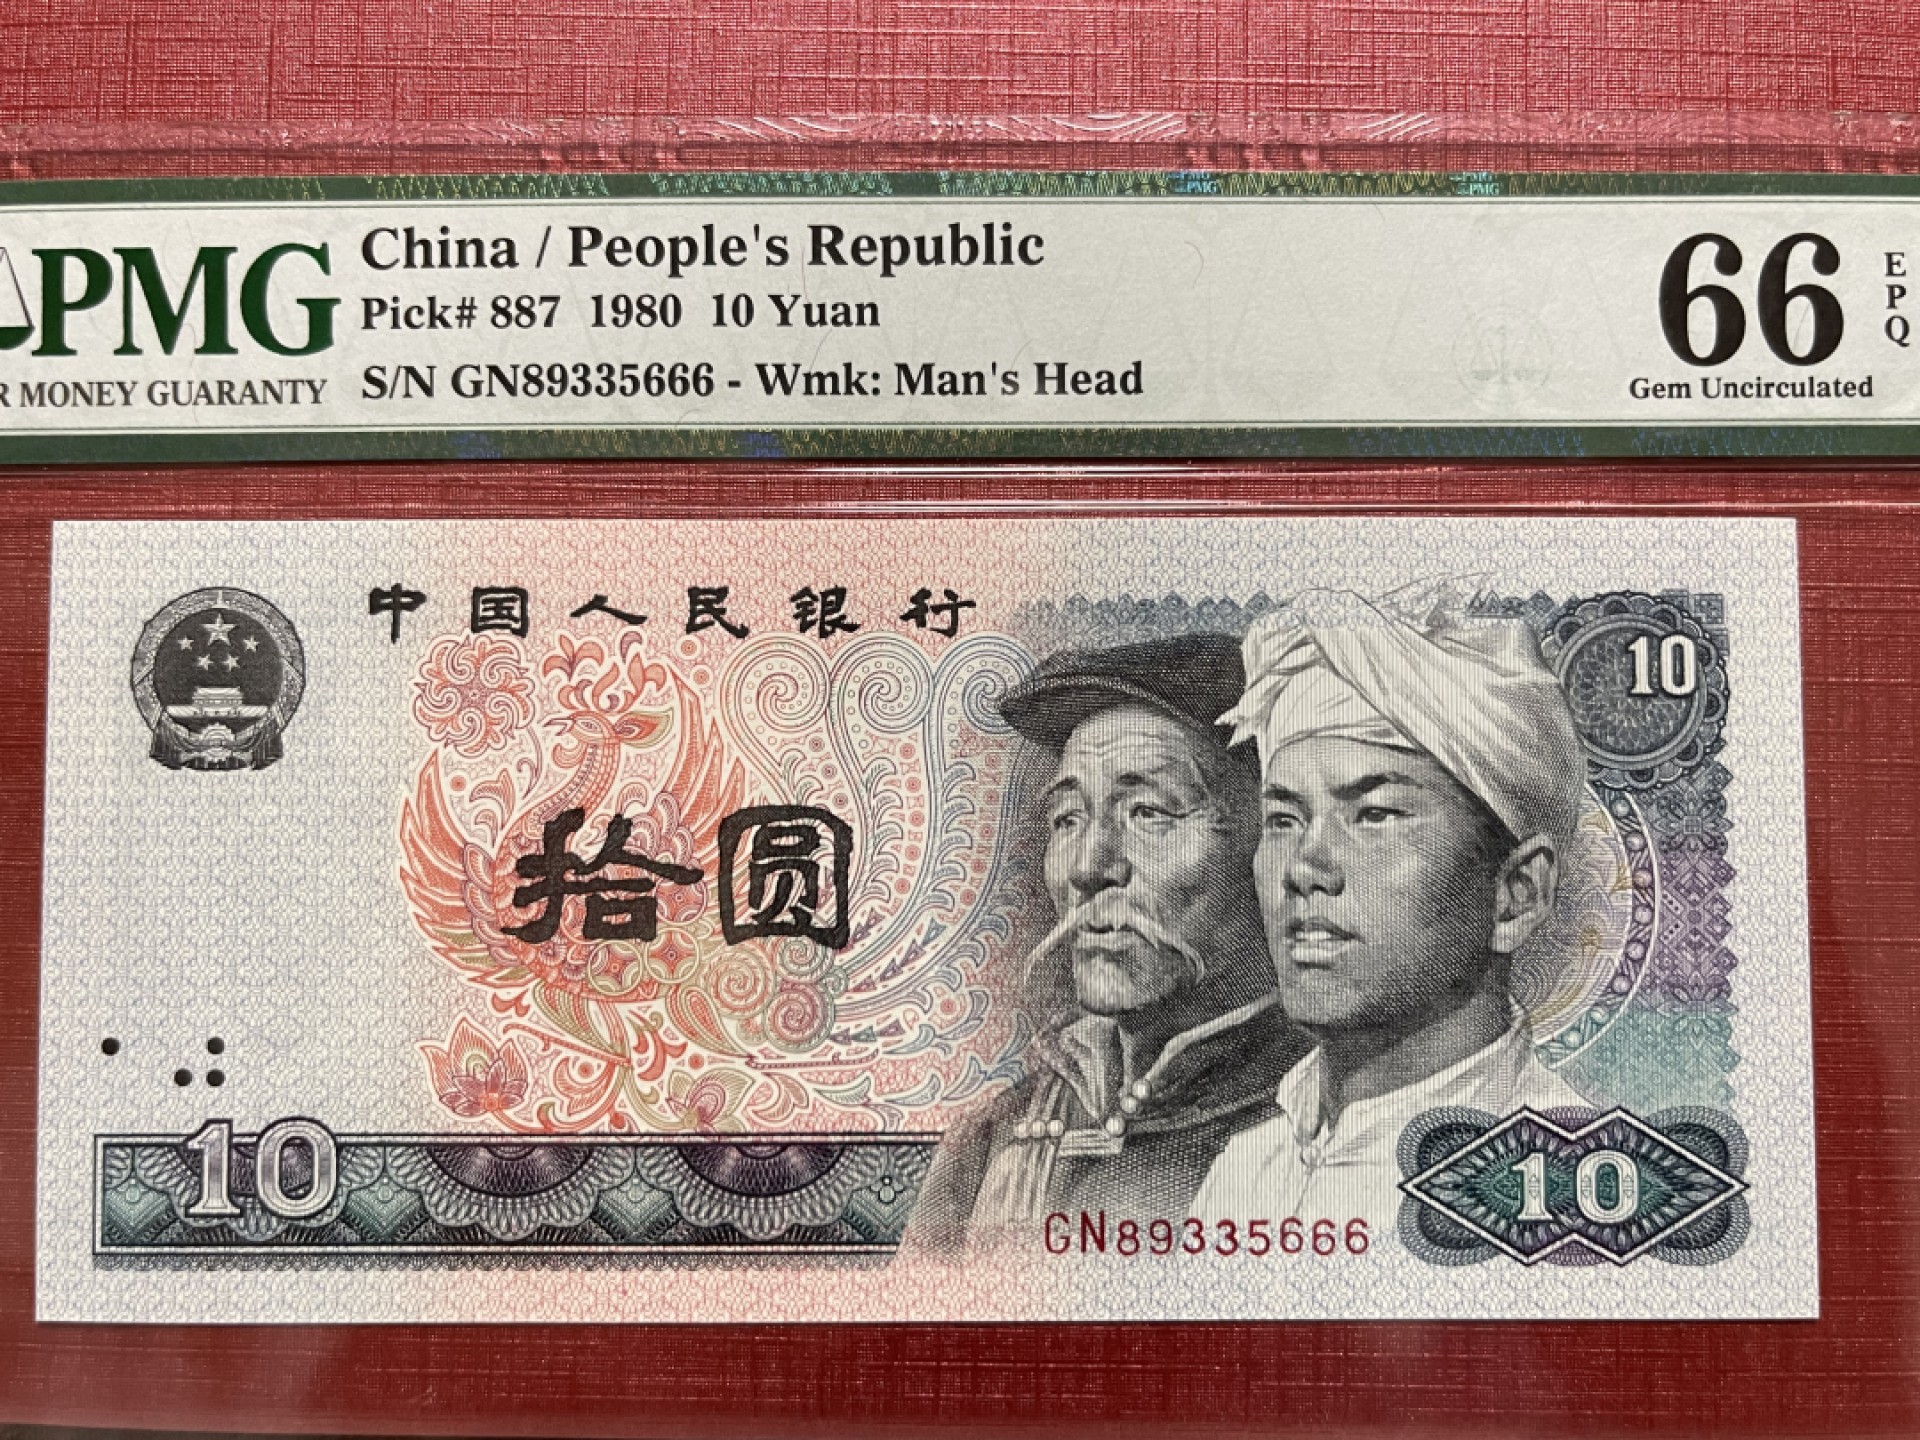 PMG
R MONEY GUARANTY
China / People's Republic
Pick# 887 1980 10 Yuan
S/N GN89335666 - Wmk: Man's Head
66
EPQ
Gem Uncirculated
中国人民银行
10
拾圆
10
GN89335666
10